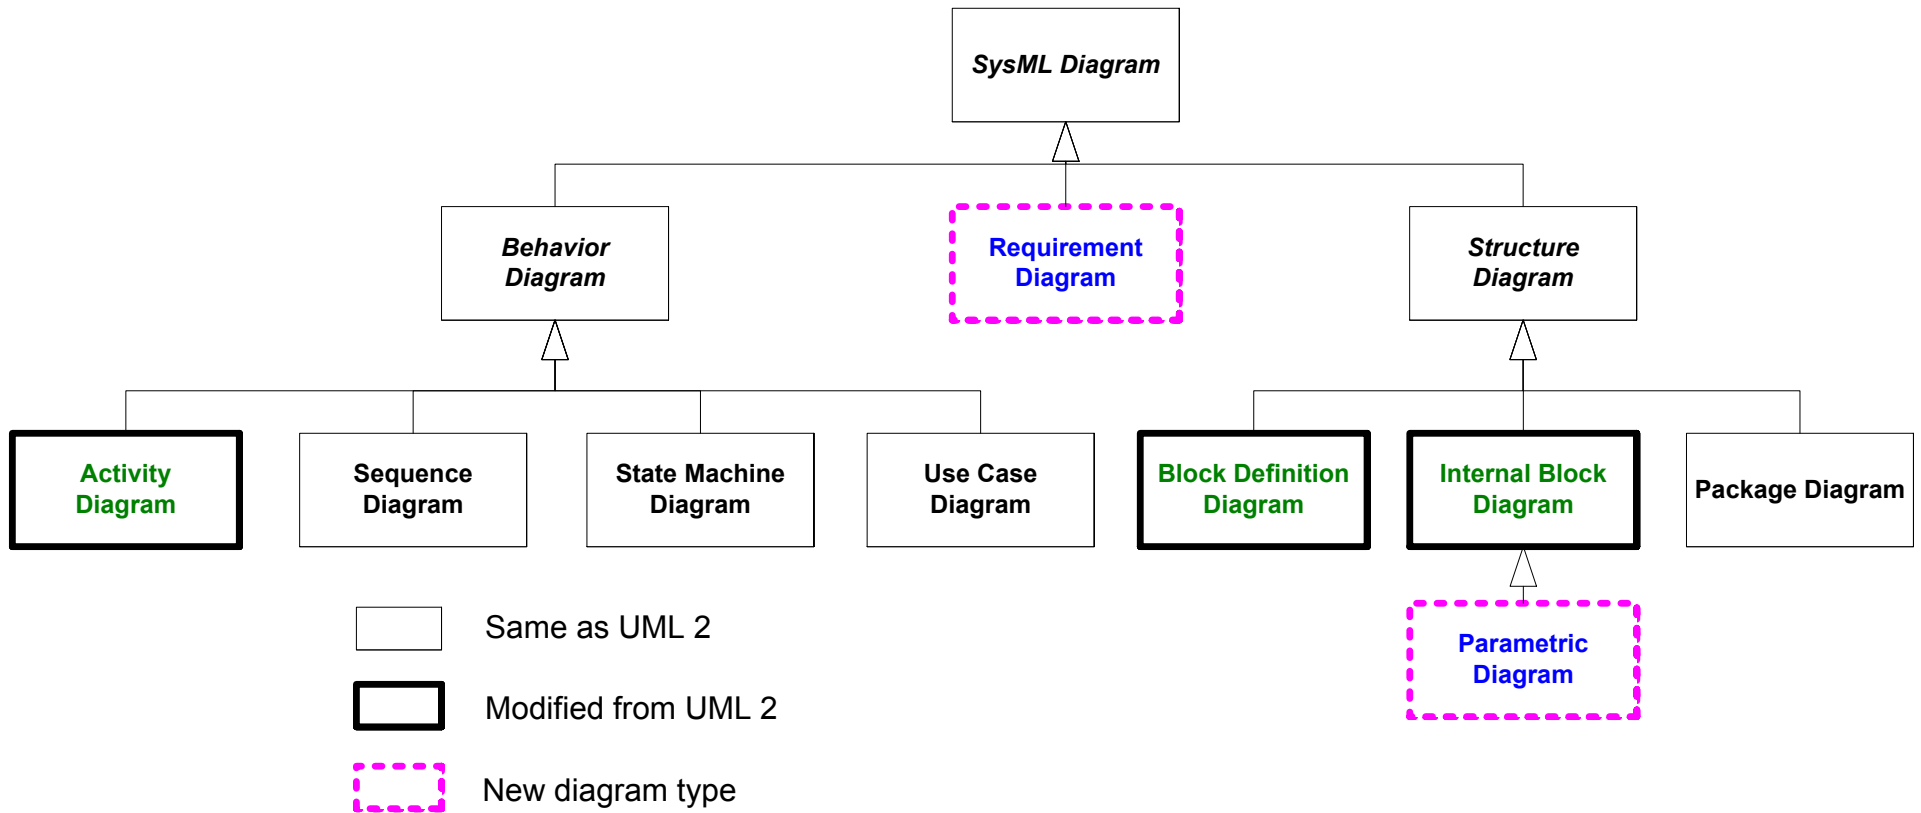 SysML Diagram
Behavior
Diagram
Requirement
Diagram
Structure
Diagram
Activity
Diagram
Sequence
Diagram
State Machine
Diagram
Use Case
Diagram
Block Definition
Diagram
Internal Block
Diagram
Package Diagram
Parametric
Diagram
Same as UML 2
Modified from UML 2
New diagram type